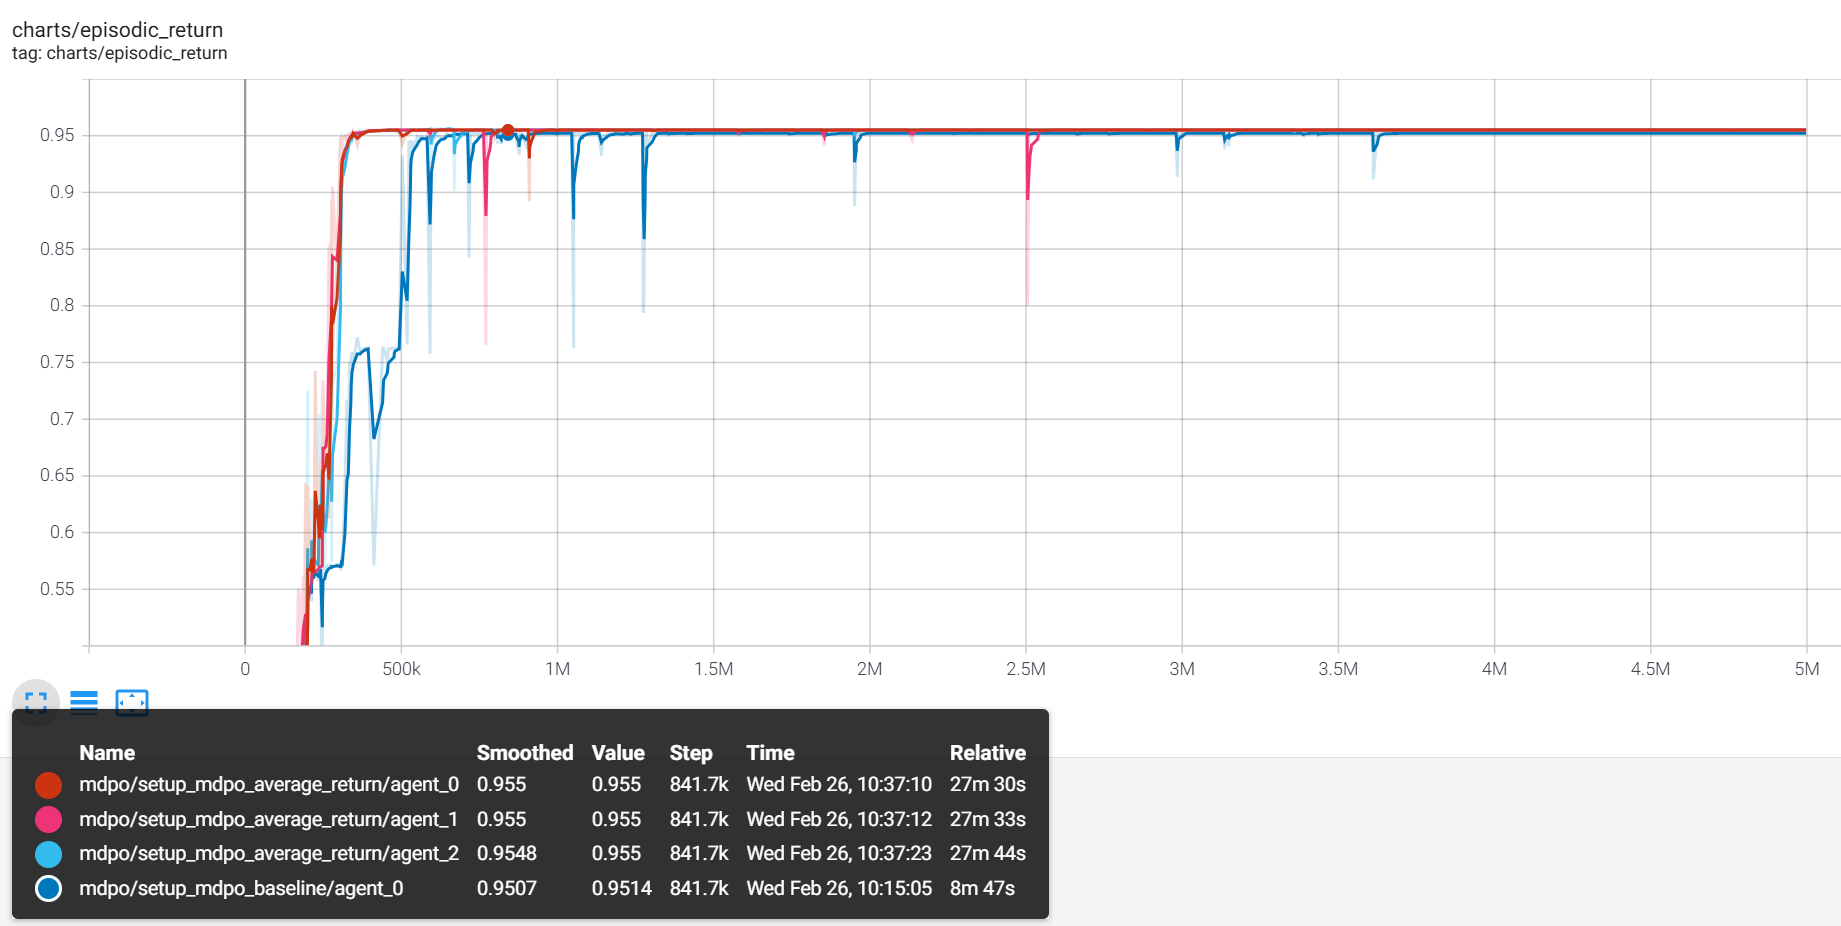 charts/episodic_return
tag: charts/episodic_return
0.95
0.9
0.85
0.8
0.75
0.7
0.65
0.6
0.55
0 500k 1M 1.5M 2M 2.5M 3M 3.5M 4M 4.5M 5M
Name Smoothed Value Step Time Relative
mdpo/setup_mdpo_average_return/agent_0 0.955 0.955 841.7k Wed Feb 26, 10:37:10 27m 30s
mdpo/setup_mdpo_average_return/agent_1 0.955 0.955 841.7k Wed Feb 26, 10:37:12 27m 33s
mdpo/setup_mdpo_average_return/agent_2 0.9548 0.955 841.7k Wed Feb 26, 10:37:23 27m 44s
mdpo/setup_mdpo_baseline/agent_0 0.9507 0.9514 841.7k Wed Feb 26, 10:15:05 8m 47s